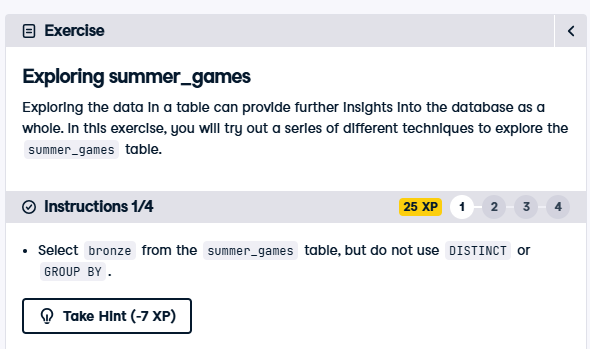 Exercise
Exploring summer_games
Exploring the data in a table can provide further insights into the database as a
whole. In this exercise, you will try out a series of different techniques to explore the
summer_games table.
Instructions 1/4
25 XP 1 2 3 4
• Select bronze from the summer_games table, but do not use DISTINCT or
GROUP BY.
Take Hint (-7 XP)